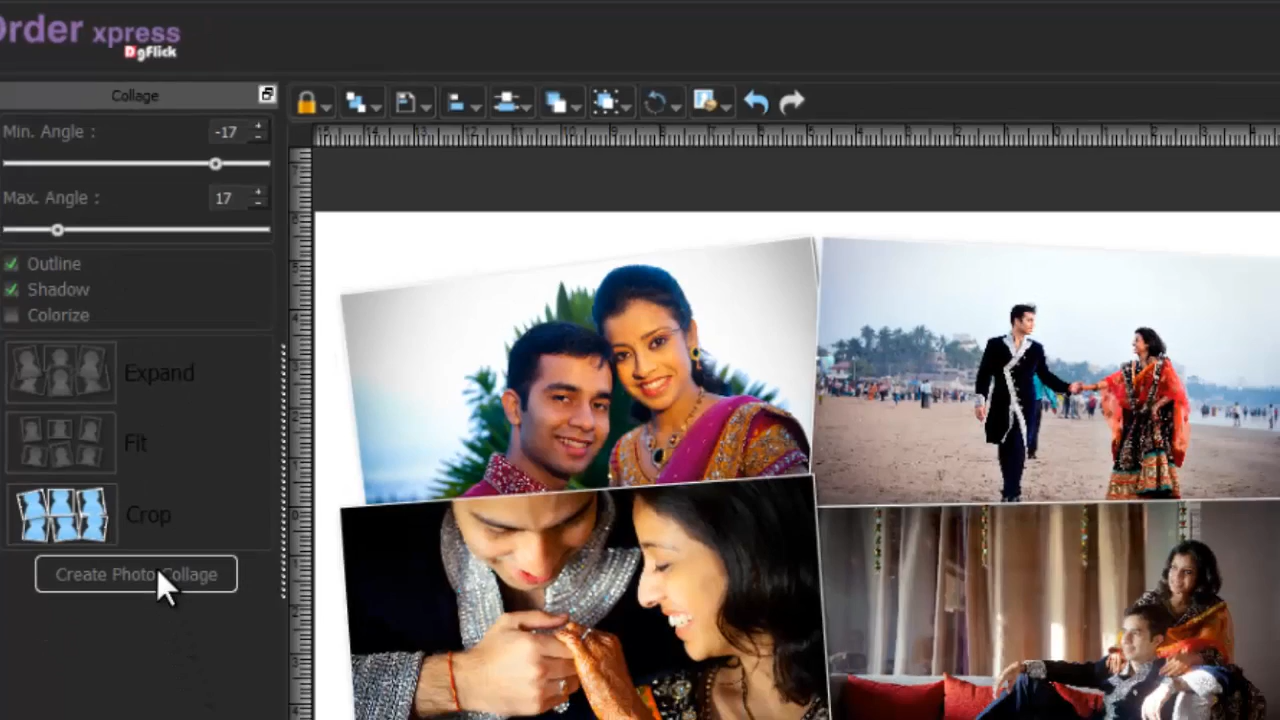 Order xpress
DgFlick
Collage
Min. Angle : -17
Max. Angle : 17
Outline
Shadow
Colorize
Expand
Fit
Crop
Create Photo Collage